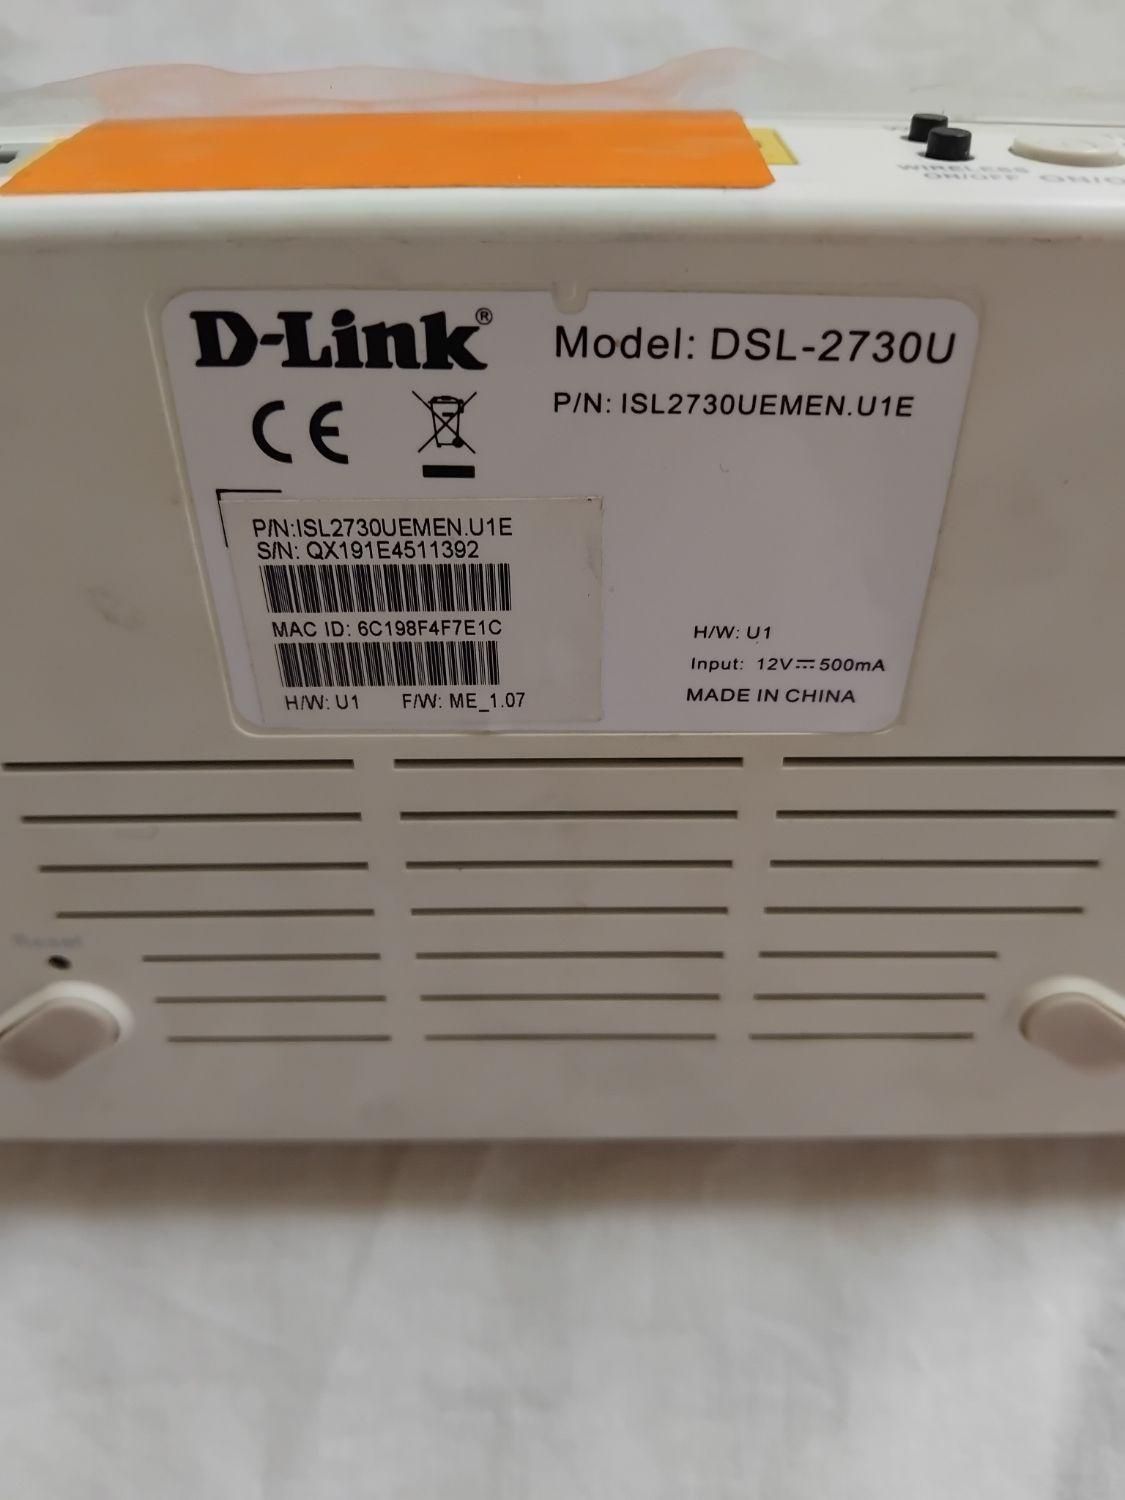 WIRELESS
ON/OFF
D-Link®
Model: DSL-2730U
P/N: ISL2730UEMEN.U1E
CE
P/N:ISL2730UEMEN.U1E
S/N: QX191E4511392
MAC ID: 6C198F4F7E1C
H/W: U1 F/W: ME_1.07
H/W: U1
Input: 12V⎓500mA
MADE IN CHINA
Reset